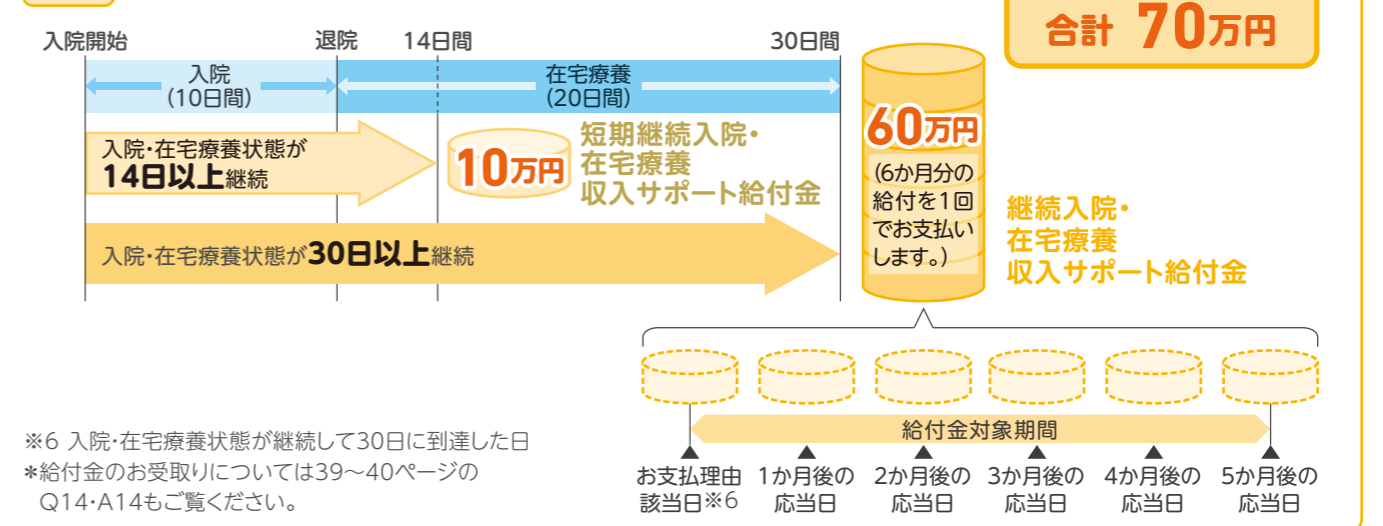 合計 70万円
入院開始
退院
14日間
30日間
入院
(10日間)
在宅療養
(20日間)
入院・在宅療養状態が
14日以上継続
10万円
短期継続入院・
在宅療養
収入サポート給付金
60万円
(6か月分の
給付を1回
でお支払い
します。)
入院・在宅療養状態が30日以上継続
継続入院・
在宅療養
収入サポート給付金
給付金対象期間
お支払理由
該当日※6
1か月後の
応当日
2か月後の
応当日
3か月後の
応当日
4か月後の
応当日
5か月後の
応当日
※6 入院・在宅療養状態が継続して30日に到達した日
*給付金のお受取りについては39～40ページの
Q14・A14もご覧ください。